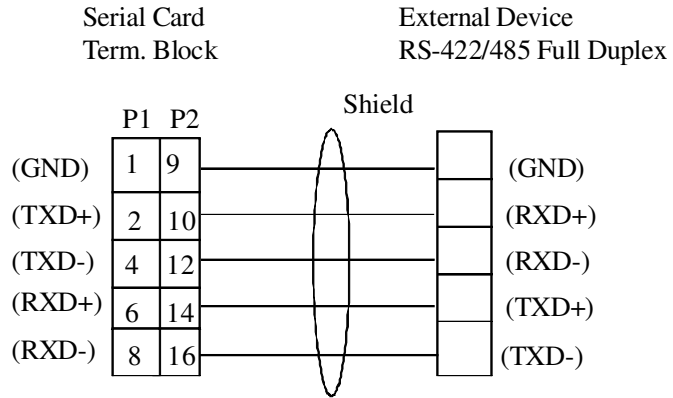 Serial Card External Device
Term. Block RS-422/485 Full Duplex
Shield
P1 P2
(GND) 1 9 (GND)
(TXD+) 2 10 (RXD+)
(TXD-) 4 12 (RXD-)
(RXD+) 6 14 (TXD+)
(RXD-) 8 16 (TXD-)